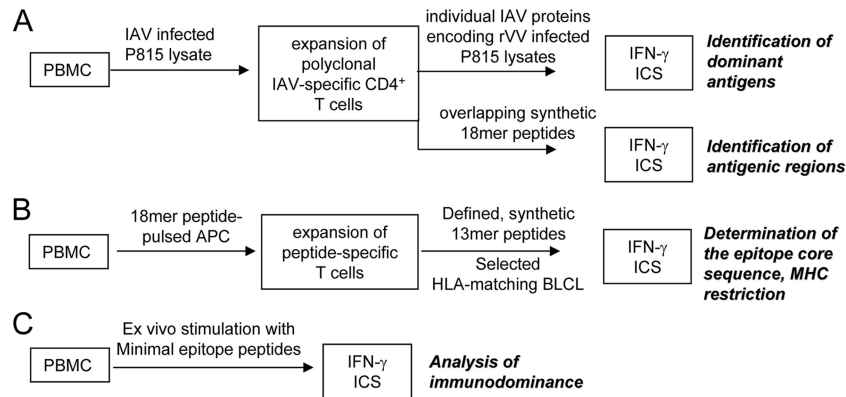 A
PBMC
IAV infected
P815 lysate
expansion of
polyclonal
IAV-specific CD4⁺
T cells
individual IAV proteins
encoding rVV infected
P815 lysates
IFN-γ
ICS
Identification of
dominant
antigens
overlapping synthetic
18mer peptides
IFN-γ
ICS
Identification of
antigenic regions
B
PBMC
18mer peptide-
pulsed APC
expansion of
peptide-specific
T cells
Defined, synthetic
13mer peptides
Selected
HLA-matching BLCL
IFN-γ
ICS
Determination of
the epitope core
sequence, MHC
restriction
C
PBMC
Ex vivo stimulation with
Minimal epitope peptides
IFN-γ
ICS
Analysis of
immunodominance